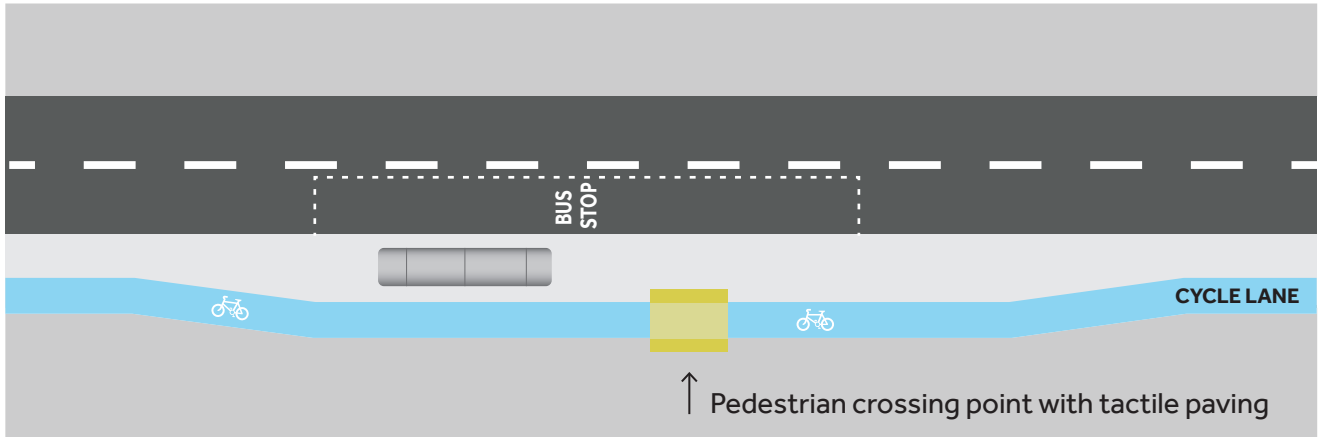 BUS
STOP
CYCLE LANE
Pedestrian crossing point with tactile paving